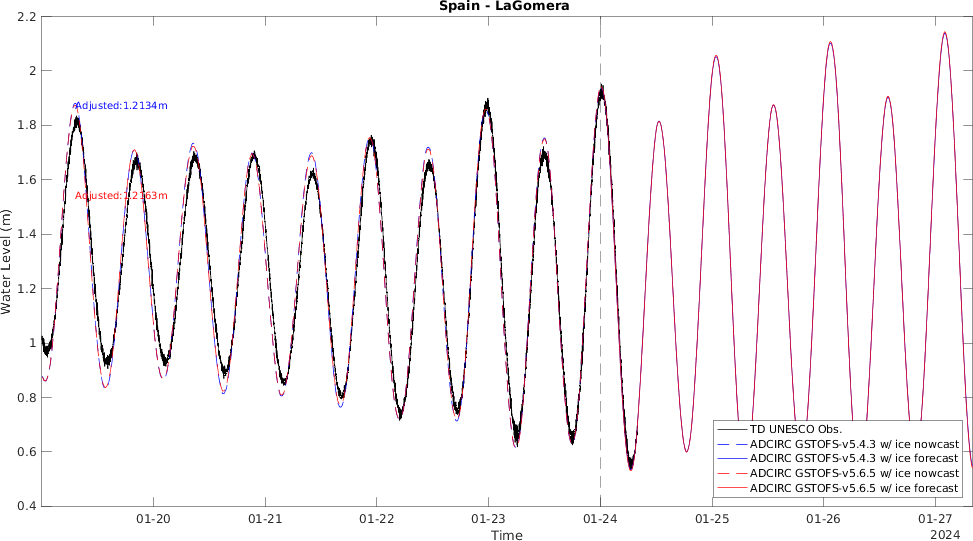 Spain - LaGomera
2.2
2
1.8
1.6
1.4
1.2
1
0.8
0.6
0.4
Water Level (m)
Adjusted:1.2134m
Adjusted:1.2163m
TD UNESCO Obs.
ADCIRC GSTOFS-v5.4.3 w/ ice nowcast
ADCIRC GSTOFS-v5.4.3 w/ ice forecast
ADCIRC GSTOFS-v5.6.5 w/ ice nowcast
ADCIRC GSTOFS-v5.6.5 w/ ice forecast
01-20 01-21 01-22 01-23 01-24 01-25 01-26 01-27
Time
2024